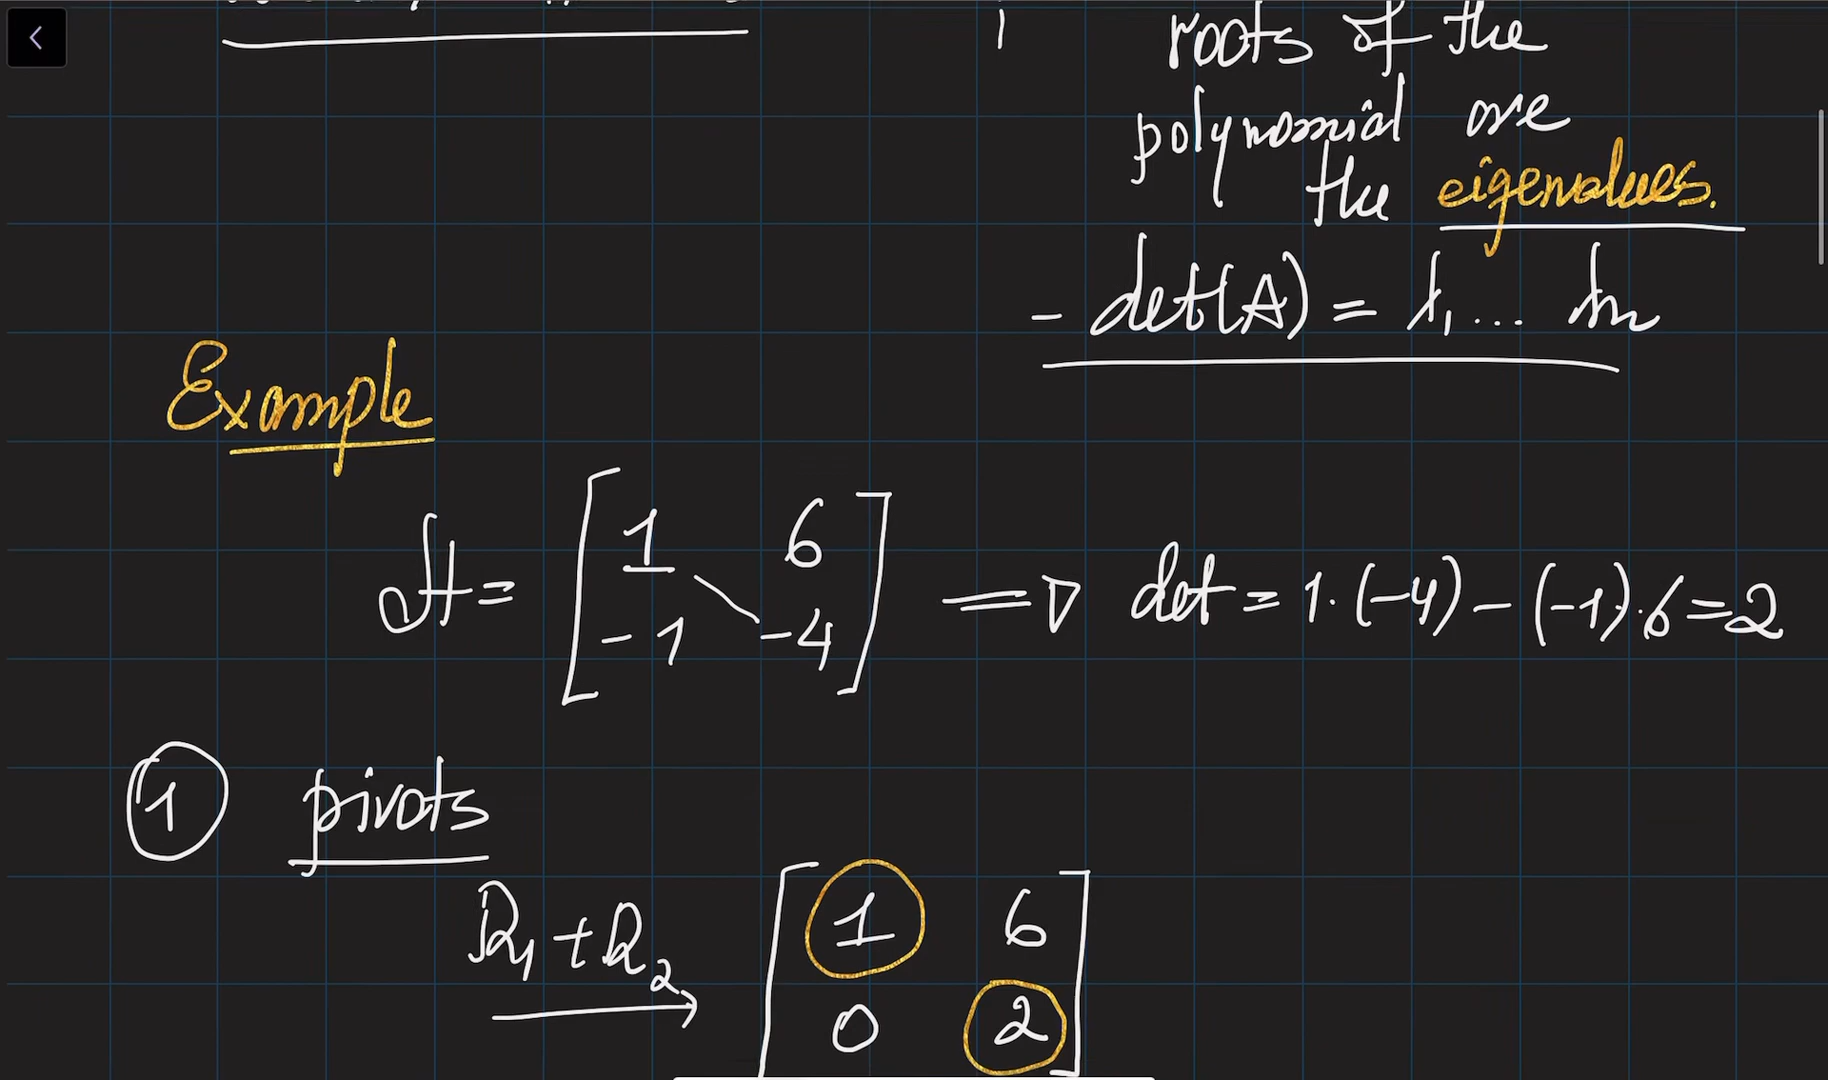 roots of the
polynomial are
the eigenvalues.
- det(A) = λ₁... λn
Example
A = [1 6
-1 -4] => det = 1·(-4) - (-1)·6 = 2
1 pivots
R₁+R₂ → [1 6
0 2]